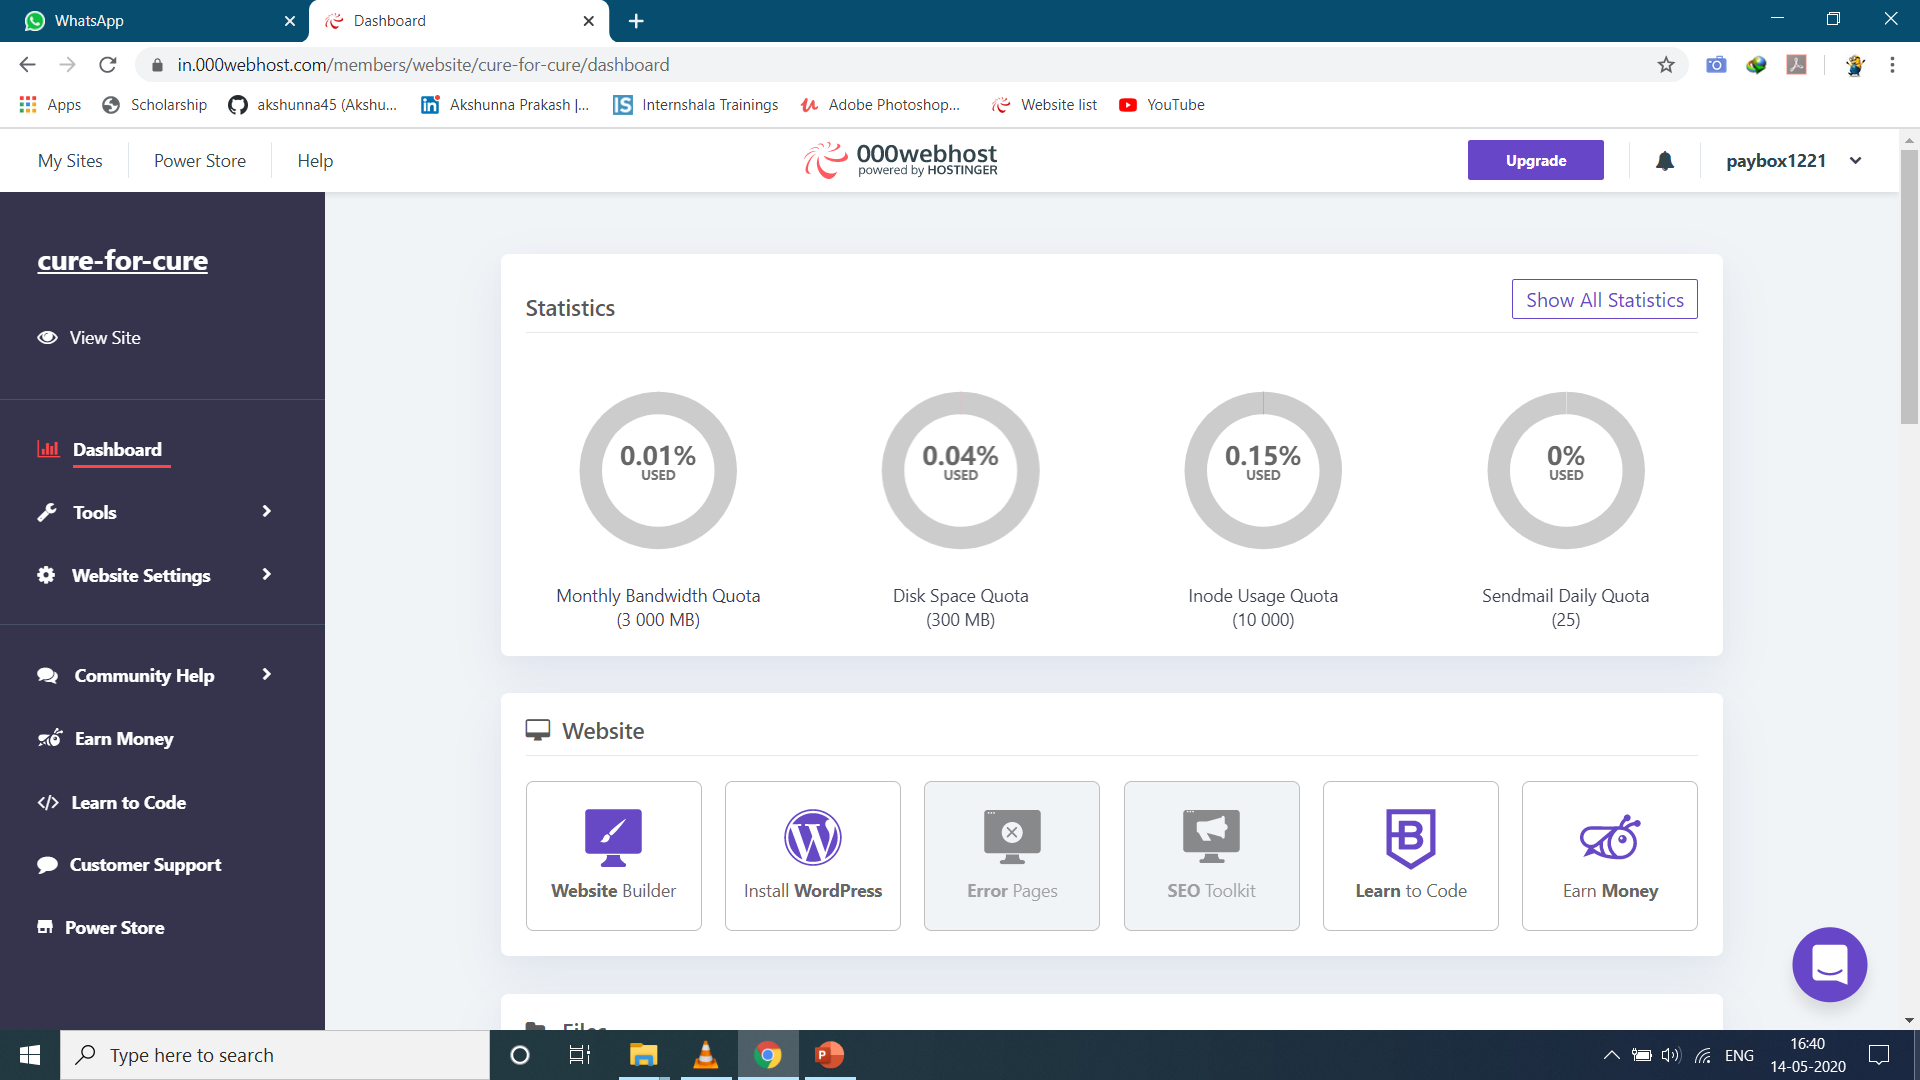 WhatsApp
Dashboard
in.000webhost.com/members/website/cure-for-cure/dashboard
Apps
Scholarship
akshunna45 (Akshu...
Akshunna Prakash |...
Internshala Trainings
Adobe Photoshop...
Website list
YouTube
My Sites
Power Store
Help
000webhost
powered by HOSTINGER
Upgrade
paybox1221
cure-for-cure
View Site
Dashboard
Tools
Website Settings
Community Help
Earn Money
Learn to Code
Customer Support
Power Store
Statistics
Show All Statistics
0.01%
USED
Monthly Bandwidth Quota
(3 000 MB)
0.04%
USED
Disk Space Quota
(300 MB)
0.15%
USED
Inode Usage Quota
(10 000)
0%
USED
Sendmail Daily Quota
(25)
Website
Website Builder
Install WordPress
Error Pages
SEO Toolkit
Learn to Code
Earn Money
Files
Type here to search
ENG
16:40
14-05-2020